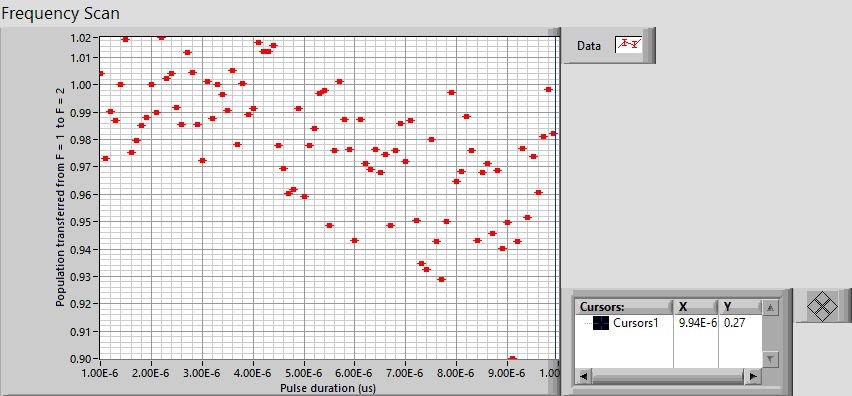 Frequency Scan
Data
Population transferred from F = 1 to F = 2
1.02
1.01
1.00
0.99
0.98
0.97
0.96
0.95
0.94
0.93
0.92
0.91
0.90
1.00E-6 2.00E-6 3.00E-6 4.00E-6 5.00E-6 6.00E-6 7.00E-6 8.00E-6 9.00E-6 1.00
Pulse duration (us)
Cursors: X Y
Cursors1 9.94E-6 0.27